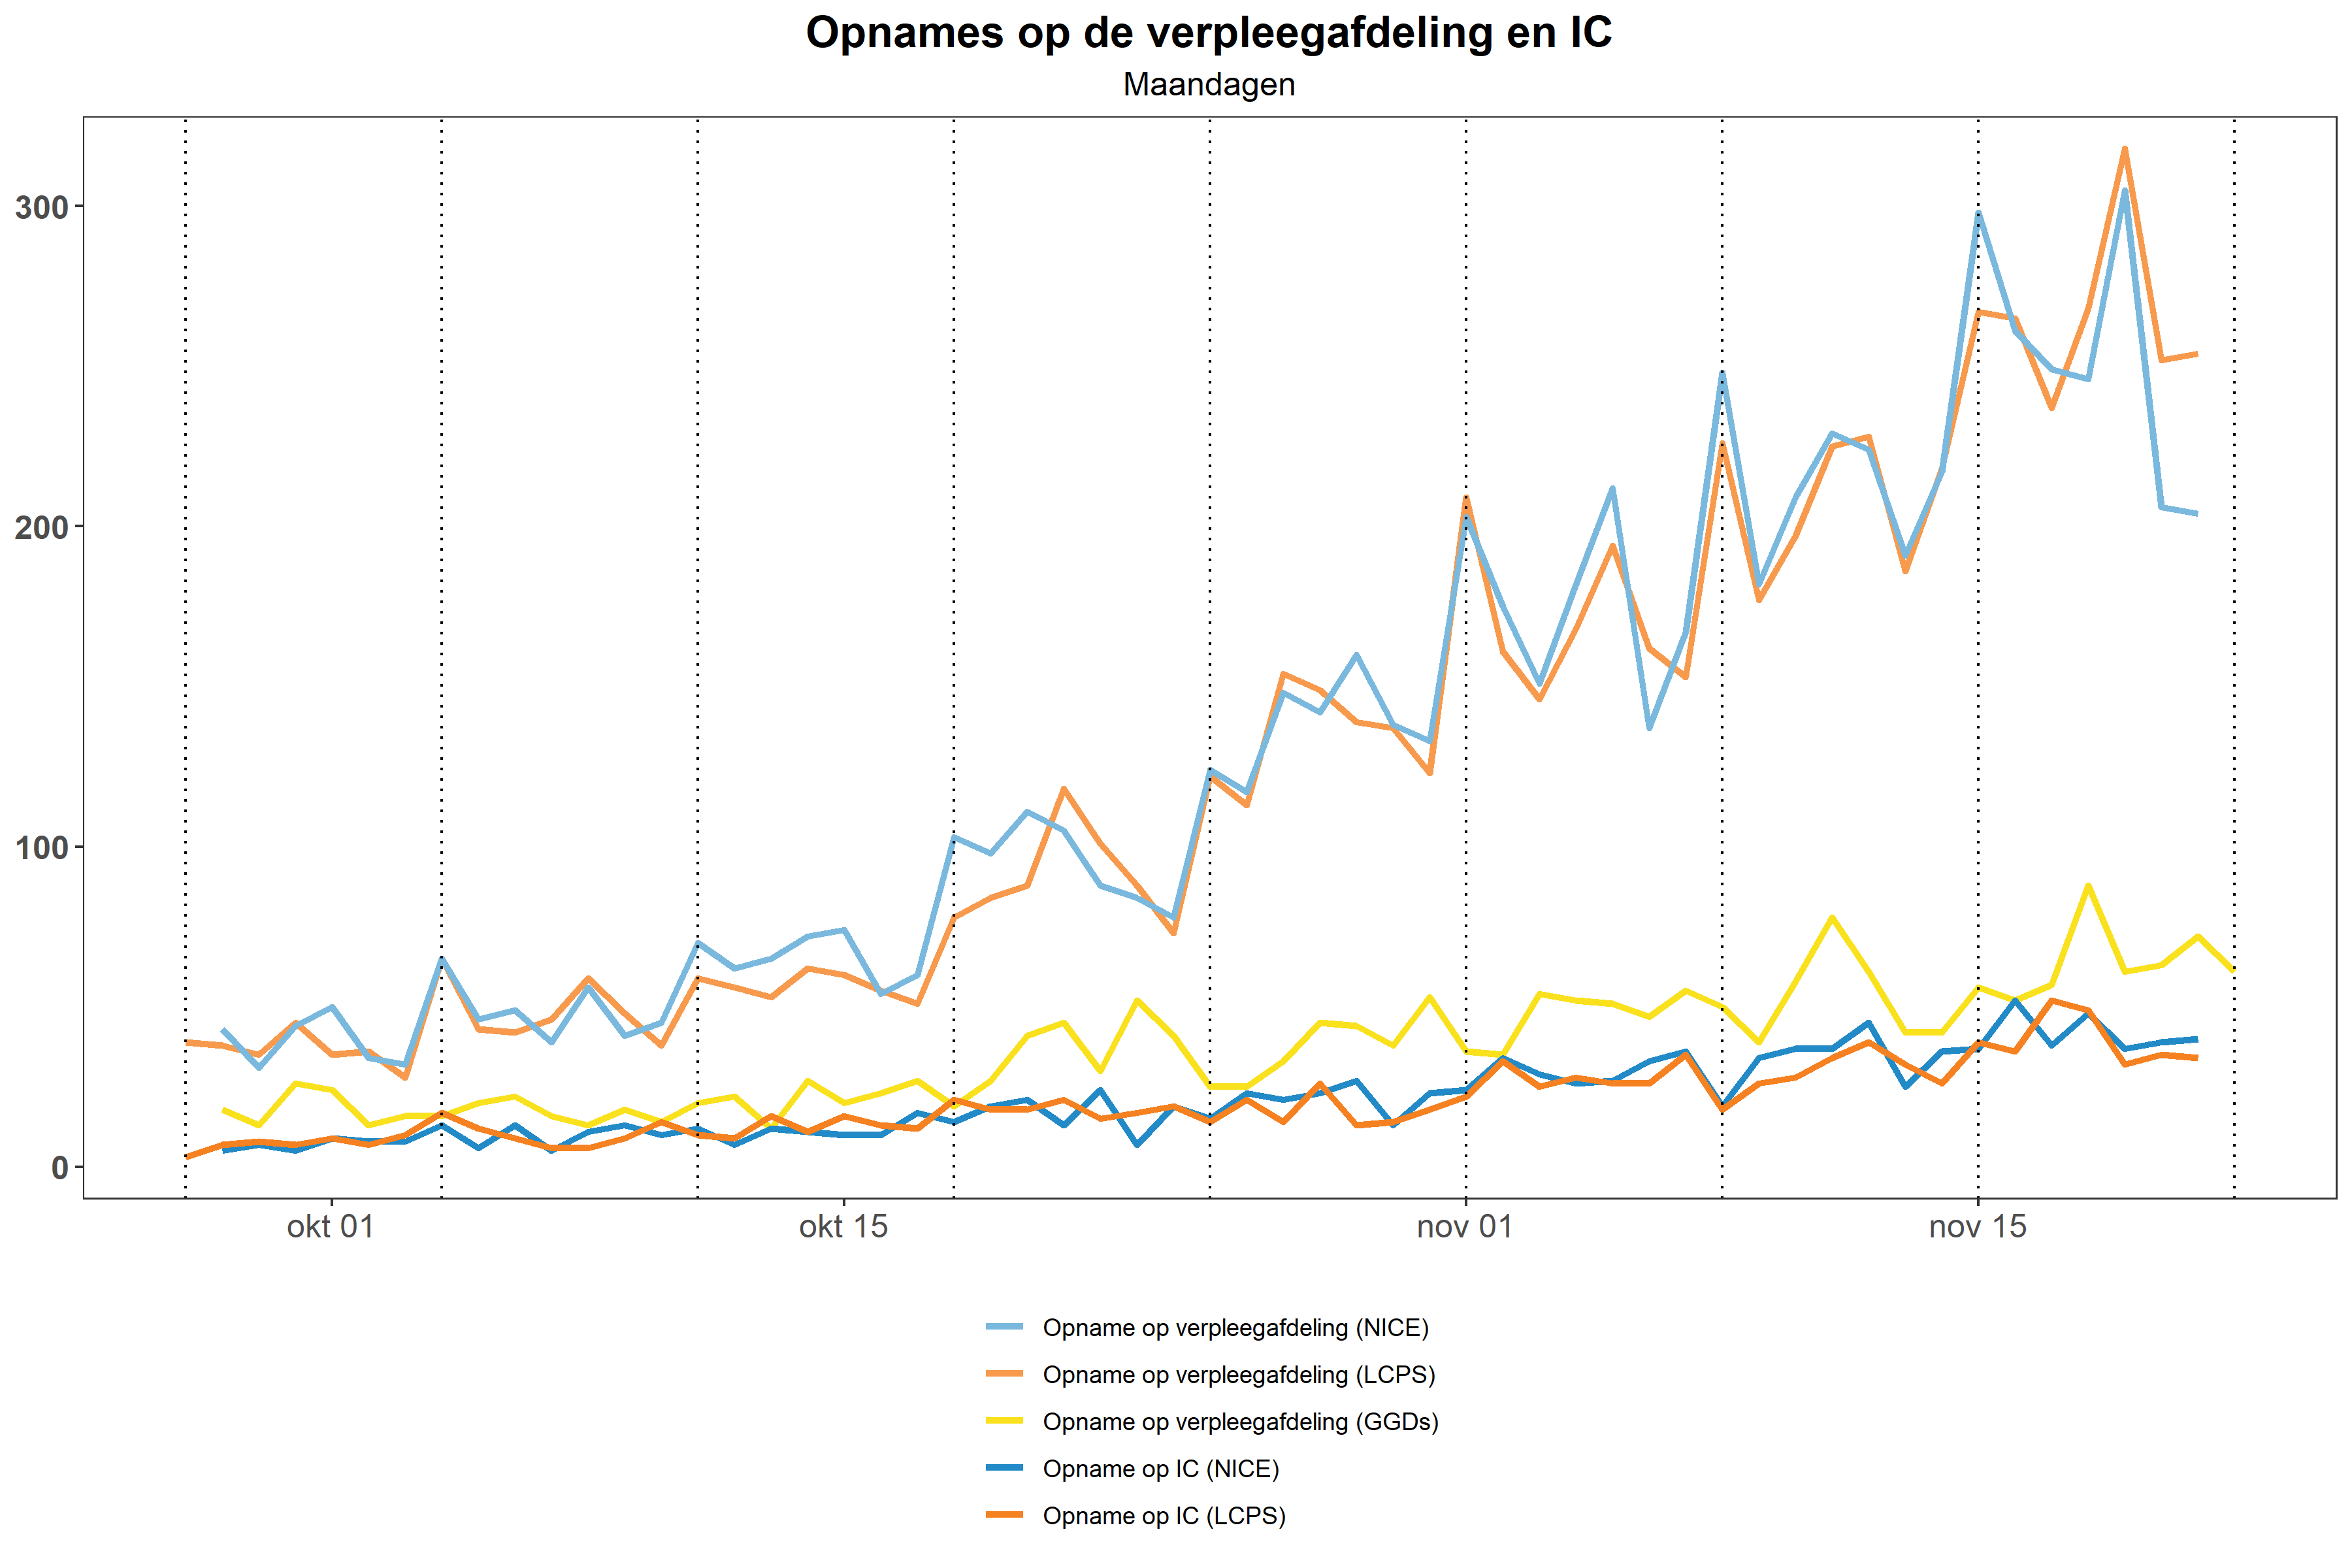 Opnames op de verpleegafdeling en IC
Maandagen
300
200
100
0
okt 01
okt 15
nov 01
nov 15
Opname op verpleegafdeling (NICE)
Opname op verpleegafdeling (LCPS)
Opname op verpleegafdeling (GGDs)
Opname op IC (NICE)
Opname op IC (LCPS)